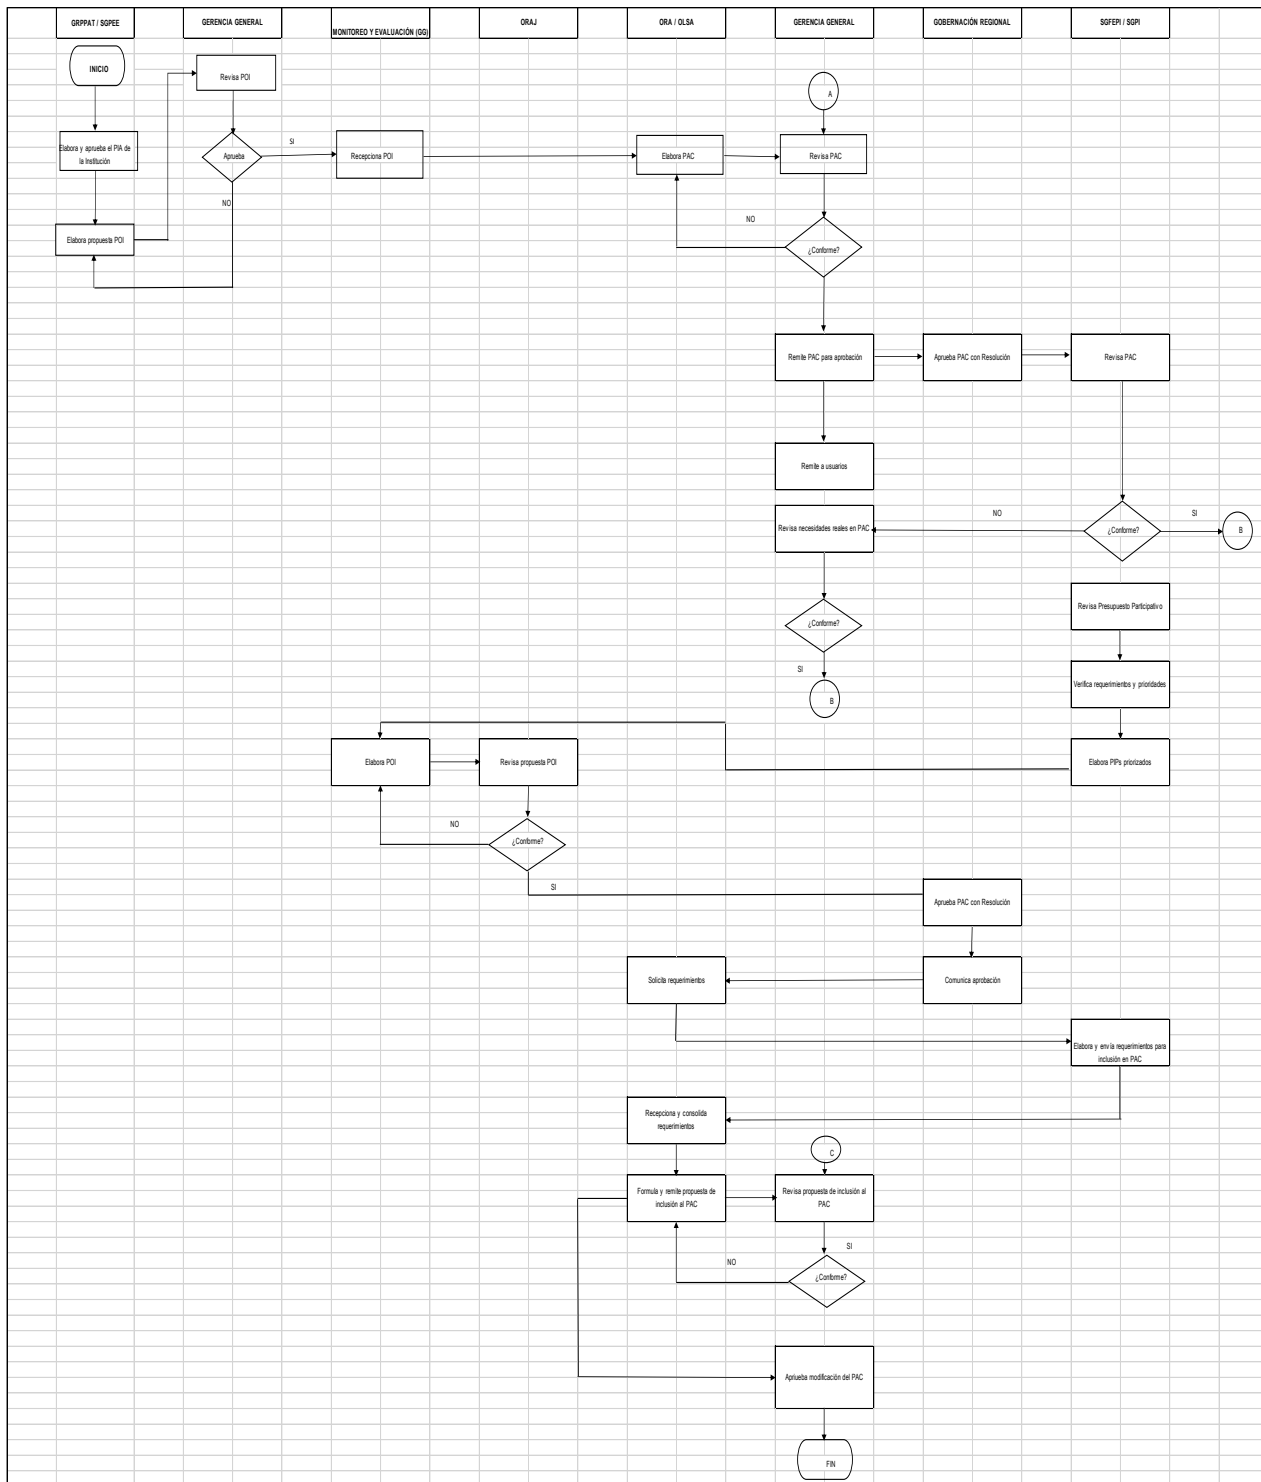 GRPPAT / SGPEE
GERENCIA GENERAL
MONITOREO Y EVALUACIÓN (GG)
ORAJ
ORA / OLSA
GERENCIA GENERAL
GOBERNACIÓN REGIONAL
SGFEPI / SGPI
INICIO
Revisa POI
A
Elabora y aprueba el PIA de
la Institución
Aprueba
SI
Recepciona POI
Elabora PAC
Revisa PAC
NO
Elabora propuesta POI
NO
¿Conforme?
Remite PAC para aprobación
Aprueba PAC con Resolución
Revisa PAC
Remite a usuarios
Revisa necesidades reales en PAC
NO
¿Conforme?
SI
B
Revisa Presupuesto Participativo
¿Conforme?
SI
B
Verifica requerimientos y prioridades
Elabora POI
Revisa propuesta POI
Elabora PIPs priorizados
NO
¿Conforme?
SI
Aprueba PAC con Resolución
Solicita requerimientos
Comunica aprobación
Elabora y envía requerimientos para
inclusión en PAC
Recepciona y consolida
requerimientos
C
Formula y remite propuesta de
inclusión al PAC
Revisa propuesta de inclusión al
PAC
SI
NO
¿Conforme?
Apriueba modificación del PAC
FIN